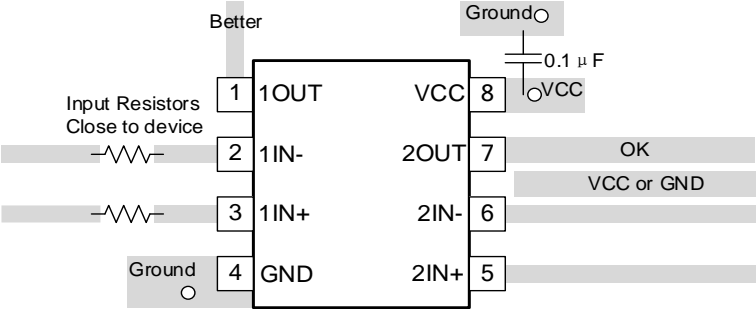 Better
Ground
0.1 μF
VCC
Input Resistors
Close to device
1 1OUT VCC 8
2 1IN- 2OUT 7 OK
VCC or GND
3 1IN+ 2IN- 6
Ground
4 GND 2IN+ 5